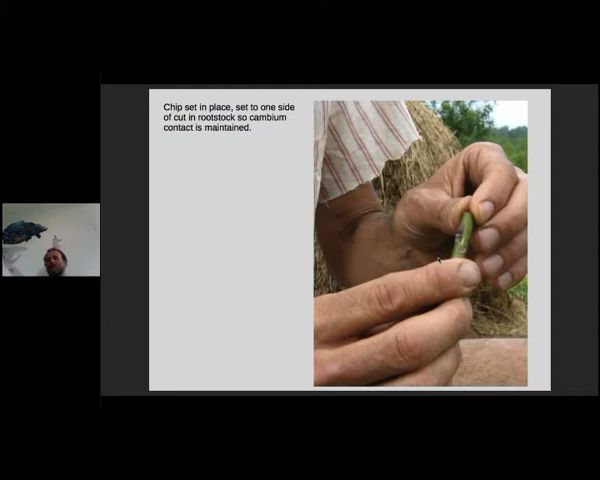 Chip set in place, set to one side
of cut in rootstock so cambium
contact is maintained.